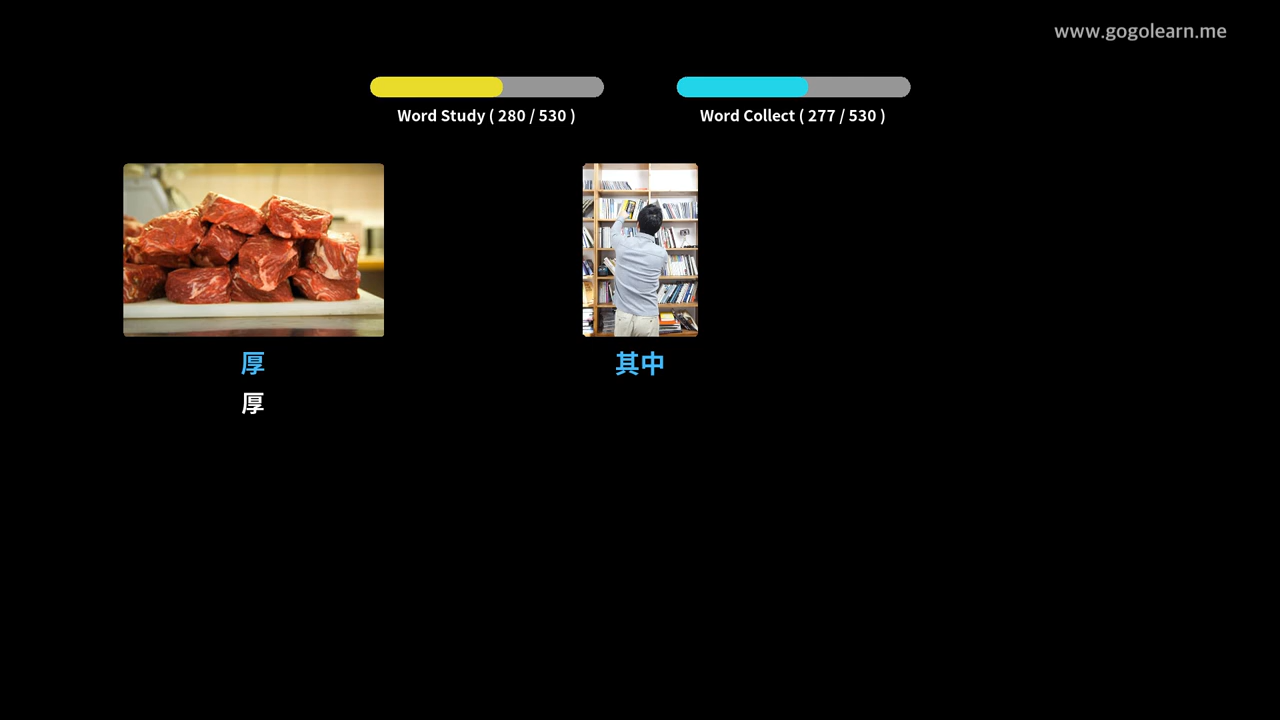 www.gogolearn.me
Word Study ( 280 / 530 )
Word Collect ( 277 / 530 )
厚
其中
厚